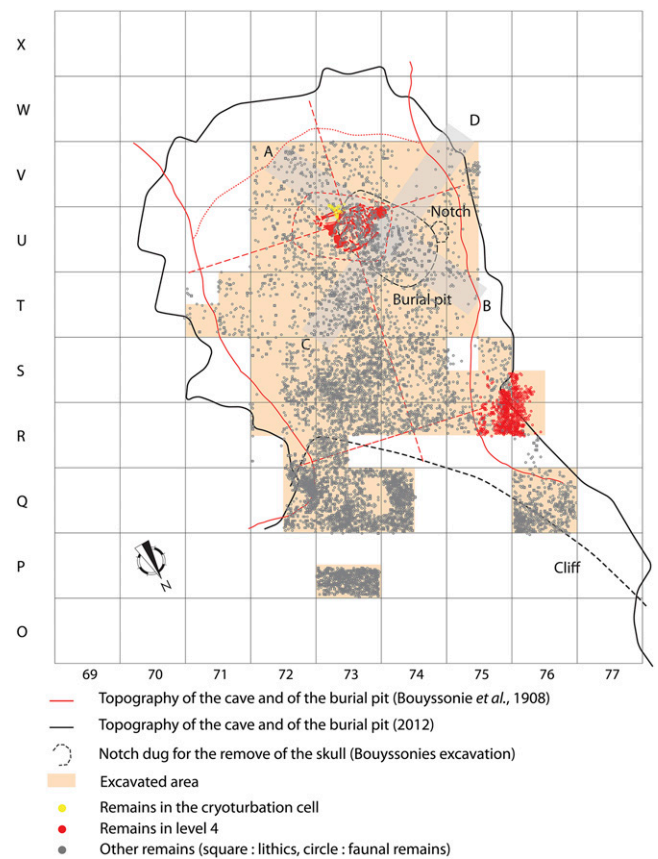 X
W
D
A
V
Notch
U
Burial pit
T
B
C
S
R
Q
P
Cliff
N
O
69 70 71 72 73 74 75 76 77
Topography of the cave and of the burial pit (Bouyssonie et al., 1908)
Topography of the cave and of the burial pit (2012)
Notch dug for the remove of the skull (Bouyssonies excavation)
Excavated area
Remains in the cryoturbation cell
Remains in level 4
Other remains (square : lithics, circle : faunal remains)